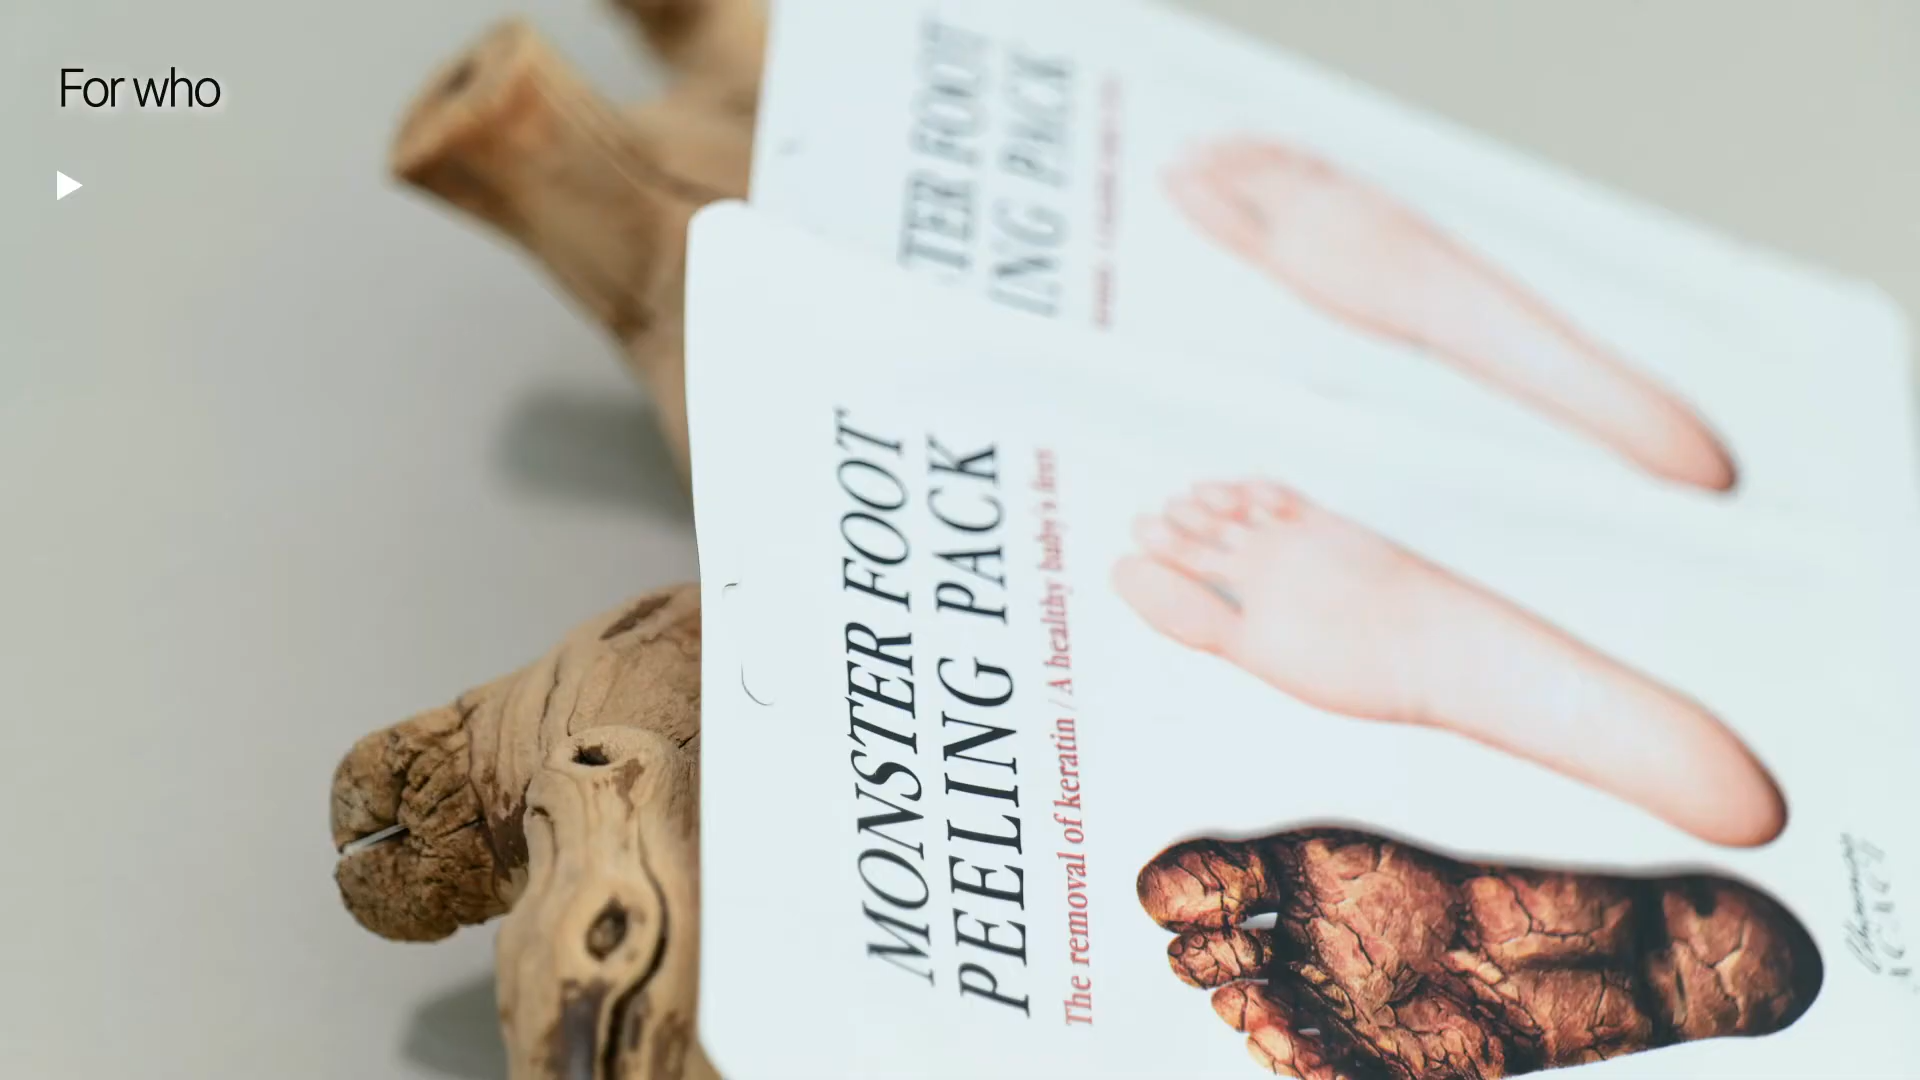 For who
TER FOOT
ING PACK
MONSTER FOOT
PEELING PACK
The removal of keratin / A healthy baby's feet